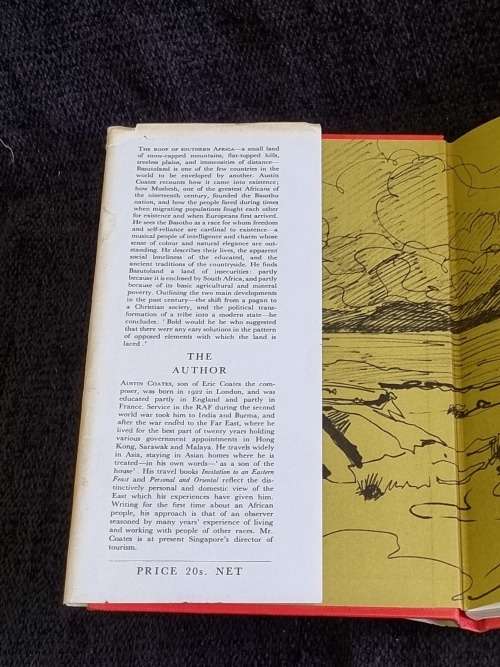 THE ROOF OF SOUTHERN AFRICA—a small land
of snow-capped mountains, flat-topped hills,
treeless plains, and immensities of distance—
Basutoland is one of the few countries in the
world to be enveloped by another. Austin
Coates recounts how it came into existence;
how Moshesh, one of the greatest Africans of
the nineteenth century, founded the Basotho
nation, and how the people fared during times
when migrating populations fought each other
for existence and when Europeans first arrived.
He sees the Basotho as a race for whom freedom
and self-reliance are cardinal to existence—a
musical people of intelligence and charm whose
sense of colour and natural elegance are out-
standing. He describes their lives, the apparent
social loneliness of the educated, and the
ancient traditions of the countryside. He finds
Basutoland a land of insecurities: partly
because it is enclosed by South Africa, and partly
because of its basic agricultural and mineral
poverty. Outlining the two main developments
in the past century—the shift from a pagan to
a Christian society, and the political trans-
formation of a tribe into a modern state—he
concludes, 'Bold would be he who suggested
that there were any easy solutions in the pattern
of opposed elements with which the land is
laced.'
THE
AUTHOR
AUSTIN COATES, son of Eric Coates the com-
poser, was born in 1922 in London, and was
educated partly in England and partly in
France. Service in the RAF during the second
world war took him to India and Burma, and
after the war ended to the Far East, where he
lived for the best part of twenty years holding
various government appointments in Hong
Kong, Sarawak and Malaya. He travels widely
in Asia, staying in Asian homes where he is
treated—in his own words—'as a son of the
house'. His travel books Invitation to an Eastern
Feast and Personal and Oriental reflect the dis-
tinctively personal and domestic view of the
East which his experiences have given him.
Writing for the first time about an African
people, his approach is that of an observer
seasoned by many years' experience of living
and working with people of other races. Mr.
Coates is at present Singapore's director of
tourism.
PRICE 20s. NET